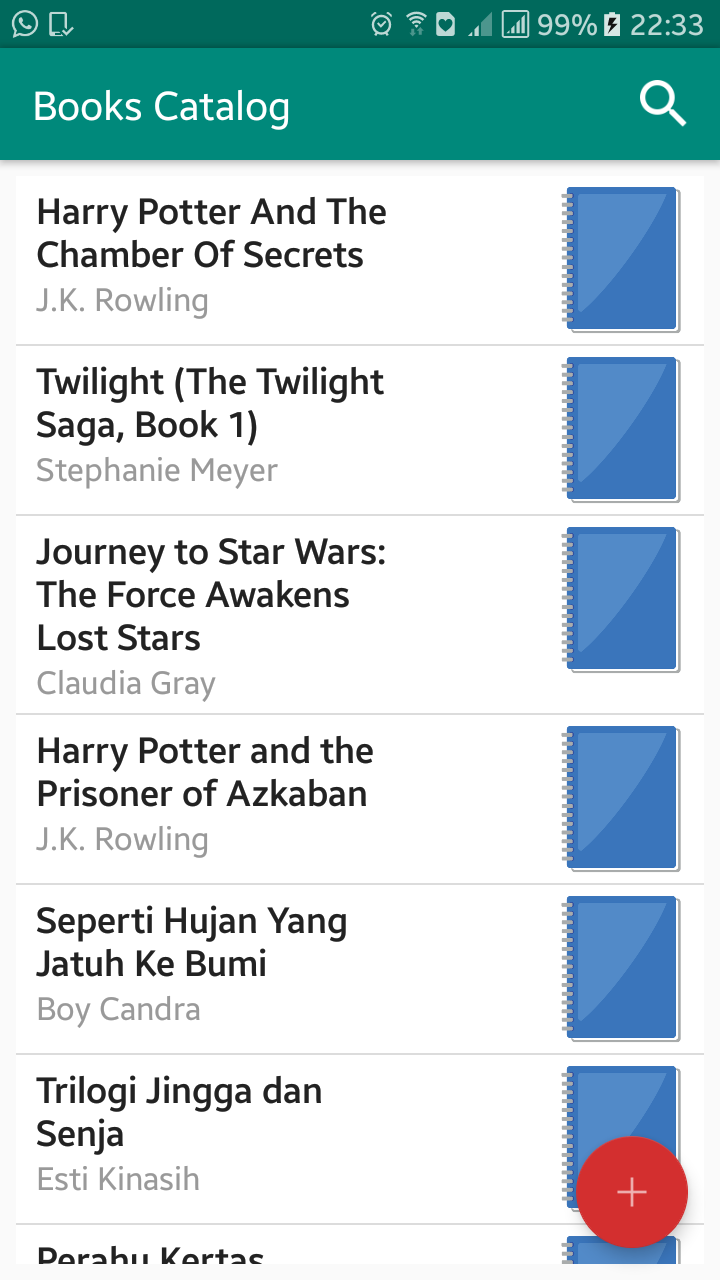 99% 22:33
Books Catalog
Harry Potter And The
Chamber Of Secrets
J.K. Rowling
Twilight (The Twilight
Saga, Book 1)
Stephanie Meyer
Journey to Star Wars:
The Force Awakens
Lost Stars
Claudia Gray
Harry Potter and the
Prisoner of Azkaban
J.K. Rowling
Seperti Hujan Yang
Jatuh Ke Bumi
Boy Candra
Trilogi Jingga dan
Senja
Esti Kinasih
Perahu Kertas